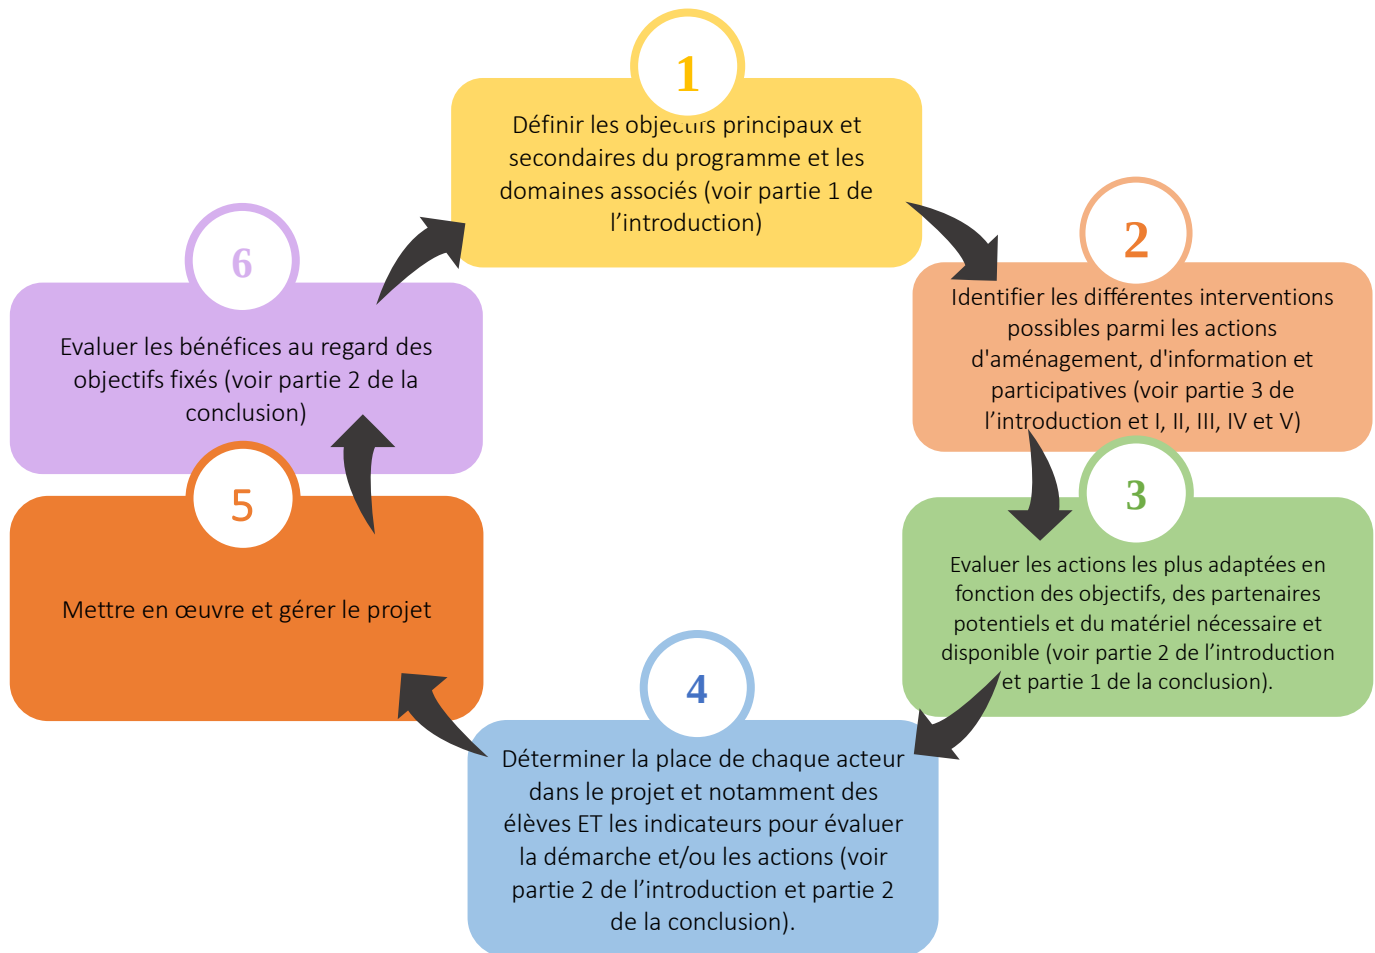 1
Définir les objectifs principaux et
secondaires du programme et les
domaines associés (voir partie 1 de
l’introduction)
2
Identifier les différentes interventions
possibles parmi les actions
d'aménagement, d'information et
participatives (voir partie 3 de
l’introduction et I, II, III, IV et V)
3
Evaluer les actions les plus adaptées en
fonction des objectifs, des partenaires
potentiels et du matériel nécessaire et
disponible (voir partie 2 de l’introduction
et partie 1 de la conclusion).
4
Déterminer la place de chaque acteur
dans le projet et notamment des
élèves ET les indicateurs pour évaluer
la démarche et/ou les actions (voir
partie 2 de l’introduction et partie 2
de la conclusion).
5
Mettre en œuvre et gérer le projet
6
Evaluer les bénéfices au regard des
objectifs fixés (voir partie 2 de la
conclusion)